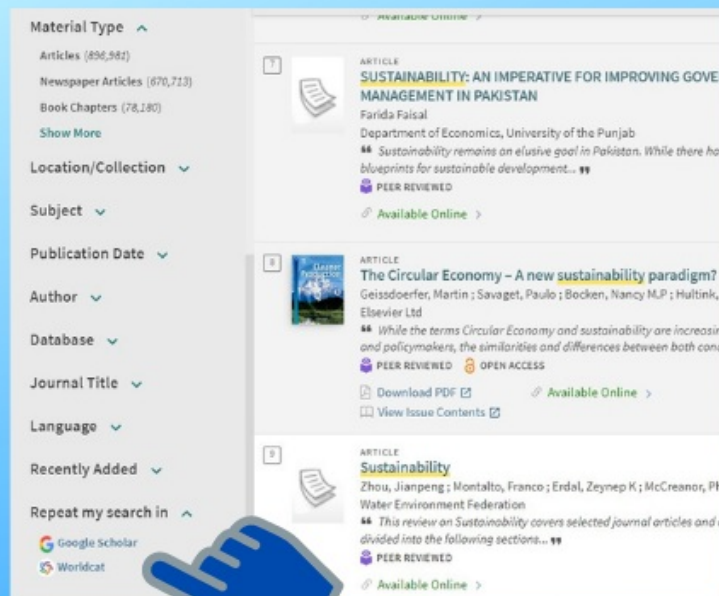 Material Type
Articles (898,981)
Newspaper Articles (670,713)
Book Chapters (78,180)
Show More
Location/Collection
Subject
Publication Date
Author
Database
Journal Title
Language
Recently Added
Repeat my search in
Google Scholar
Worldcat
Available Online
7
ARTICLE
SUSTAINABILITY: AN IMPERATIVE FOR IMPROVING GOVE
MANAGEMENT IN PAKISTAN
Farida Faisal
Department of Economics, University of the Punjab
❝ Sustainability remains an elusive goal in Pakistan. While there ha
blueprints for sustainable development... ❞
PEER REVIEWED
Available Online
8
Cleaner
Production
ARTICLE
The Circular Economy – A new sustainability paradigm?
Geissdoerfer, Martin ; Savaget, Paulo ; Bocken, Nancy M.P ; Hultink,
Elsevier Ltd
❝ While the terms Circular Economy and sustainability are increasin
and policymakers, the similarities and differences between both con
PEER REVIEWED OPEN ACCESS
Download PDF Available Online
View Issue Contents
9
ARTICLE
Sustainability
Zhou, Jianpeng ; Montalto, Franco ; Erdal, Zeynep K ; McCreanor, Ph
Water Environment Federation
❝ This review on Sustainability covers selected journal articles and
divided into the following sections... ❞
PEER REVIEWED
Available Online